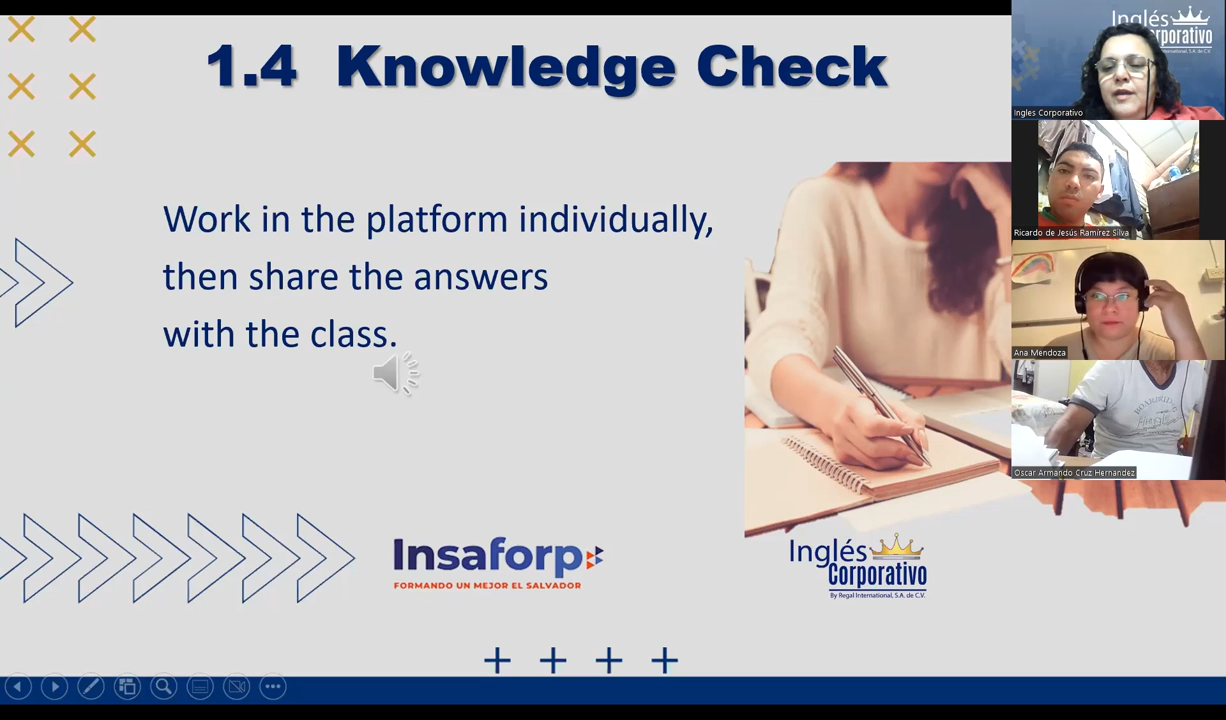 1.4 Knowledge Check
Work in the platform individually,
then share the answers
with the class.
Insaforp
FORMANDO UN MEJOR EL SALVADOR
Inglés
Corporativo
By Regal International, S.A. de C.V.
Inglés
Corporativo
Ingles Corporativo
Ricardo de Jesús Ramírez Silva
Ana Mendoza
Oscar Armando Cruz Hernandez